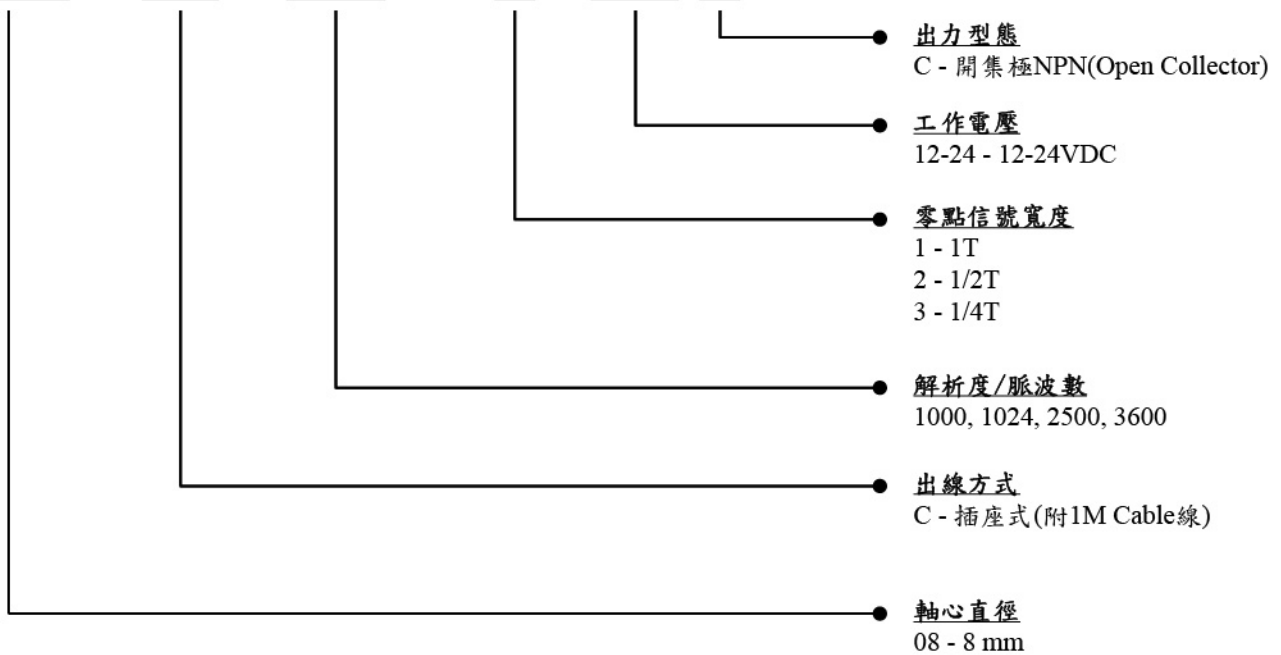 出力型態
C - 開集極NPN(Open Collector)
工作電壓
12-24 - 12-24VDC
零點信號寬度
1 - 1T
2 - 1/2T
3 - 1/4T
解析度/脈波數
1000, 1024, 2500, 3600
出線方式
C - 插座式(附1M Cable線)
軸心直徑
08 - 8 mm